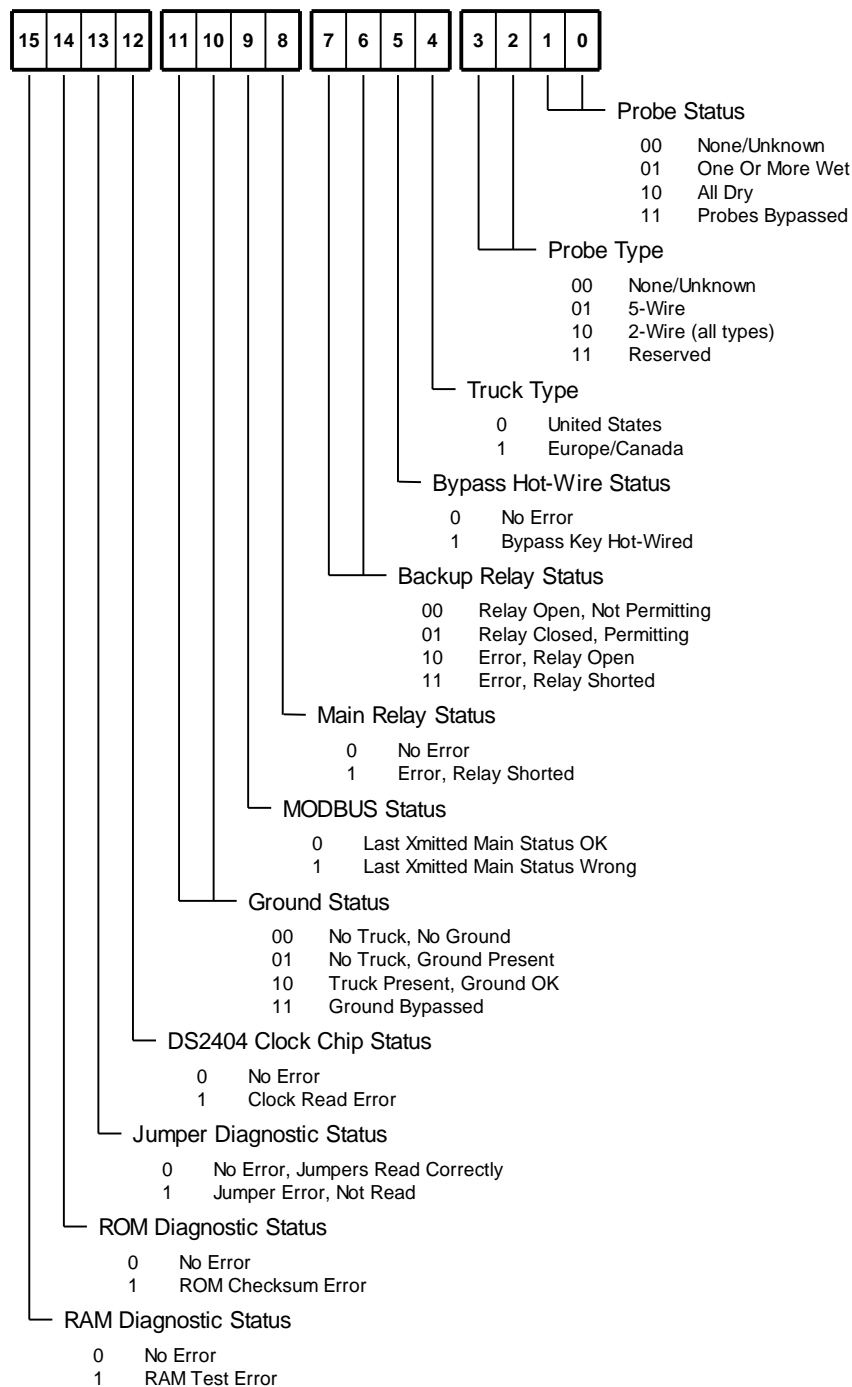 15 14 13 12 11 10 9 8 7 6 5 4 3 2 1 0
Probe Status
00 None/Unknown
01 One Or More Wet
10 All Dry
11 Probes Bypassed
Probe Type
00 None/Unknown
01 5-Wire
10 2-Wire (all types)
11 Reserved
Truck Type
0 United States
1 Europe/Canada
Bypass Hot-Wire Status
0 No Error
1 Bypass Key Hot-Wired
Backup Relay Status
00 Relay Open, Not Permitting
01 Relay Closed, Permitting
10 Error, Relay Open
11 Error, Relay Shorted
Main Relay Status
0 No Error
1 Error, Relay Shorted
MODBUS Status
0 Last Xmitted Main Status OK
1 Last Xmitted Main Status Wrong
Ground Status
00 No Truck, No Ground
01 No Truck, Ground Present
10 Truck Present, Ground OK
11 Ground Bypassed
DS2404 Clock Chip Status
0 No Error
1 Clock Read Error
Jumper Diagnostic Status
0 No Error, Jumpers Read Correctly
1 Jumper Error, Not Read
ROM Diagnostic Status
0 No Error
1 ROM Checksum Error
RAM Diagnostic Status
0 No Error
1 RAM Test Error